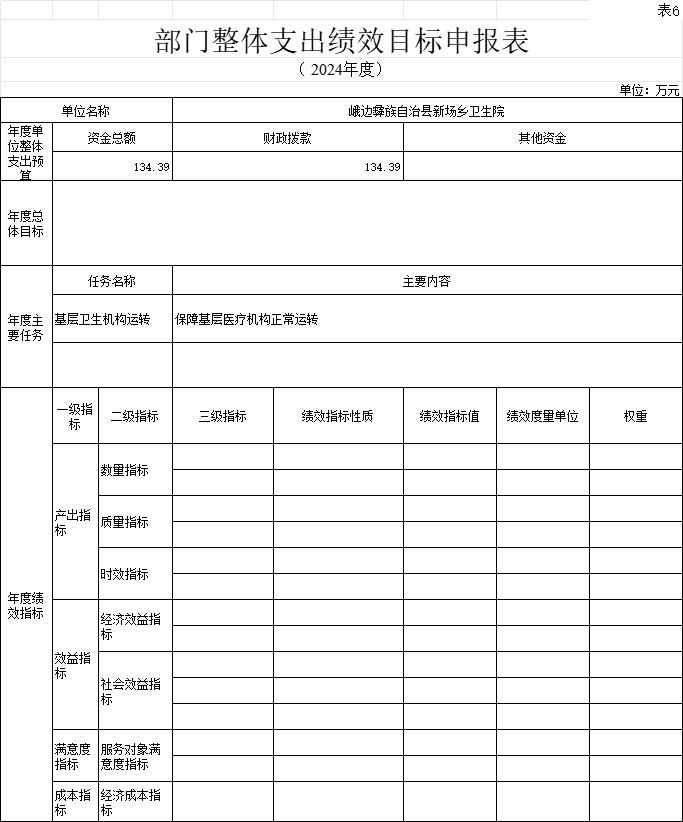 表6
部门整体支出绩效目标申报表
（ 2024年度）
单位：万元
单位名称
峨边彝族自治县新场乡卫生院
年度单
位整体
支出预
算
资金总额
财政拨款
其他资金
134.39
134.39
年度总
体目标
年度主
要任务
任务名称
主要内容
基层卫生机构运转
保障基层医疗机构正常运转
年度绩
效指标
一级指
标
二级指标
三级指标
绩效指标性质
绩效指标值
绩效度量单位
权重
产出指
标
数量指标
质量指标
时效指标
效益指
标
经济效益指
标
社会效益指
标
满意度
指标
服务对象满
意度指标
成本指
标
经济成本指
标